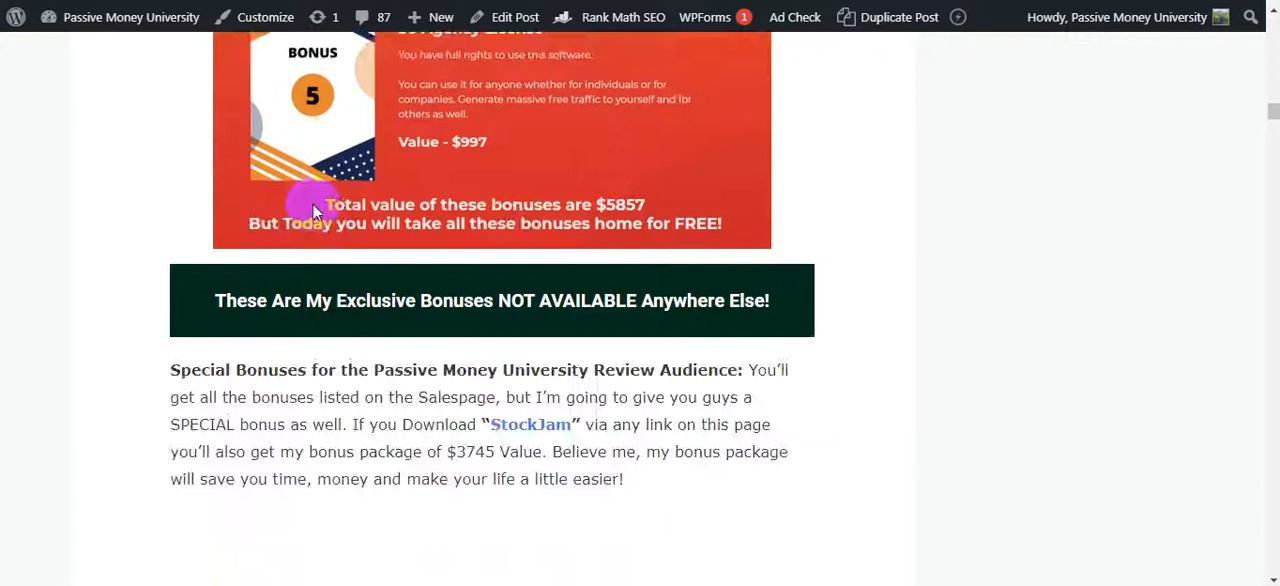 Passive Money University Customize 1 87 New Edit Post Rank Math SEO WPForms 1 Ad Check Duplicate Post Howdy, Passive Money University
BONUS
5
You have full rights to use this software.
You can use it for anyone whether for individuals or for
companies. Generate massive free traffic to yourself and for
others as well.
Value - $997
Total value of these bonuses are $5857
But Today you will take all these bonuses home for FREE!
These Are My Exclusive Bonuses NOT AVAILABLE Anywhere Else!
Special Bonuses for the Passive Money University Review Audience: You’ll
get all the bonuses listed on the Salespage, but I’m going to give you guys a
SPECIAL bonus as well. If you Download “StockJam” via any link on this page
you’ll also get my bonus package of $3745 Value. Believe me, my bonus package
will save you time, money and make your life a little easier!